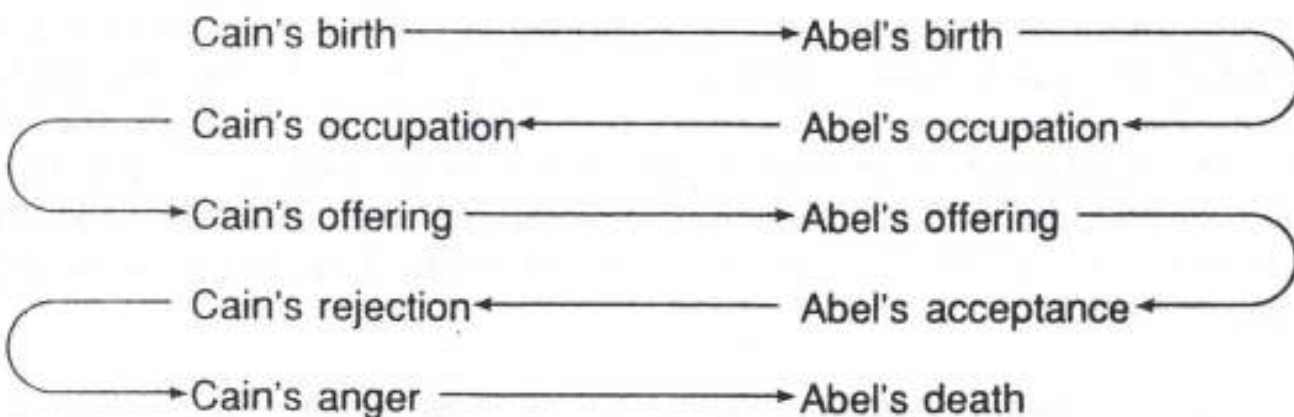 Cain's birth Abel's birth
Cain's occupation Abel's occupation
Cain's offering Abel's offering
Cain's rejection Abel's acceptance
Cain's anger Abel's death